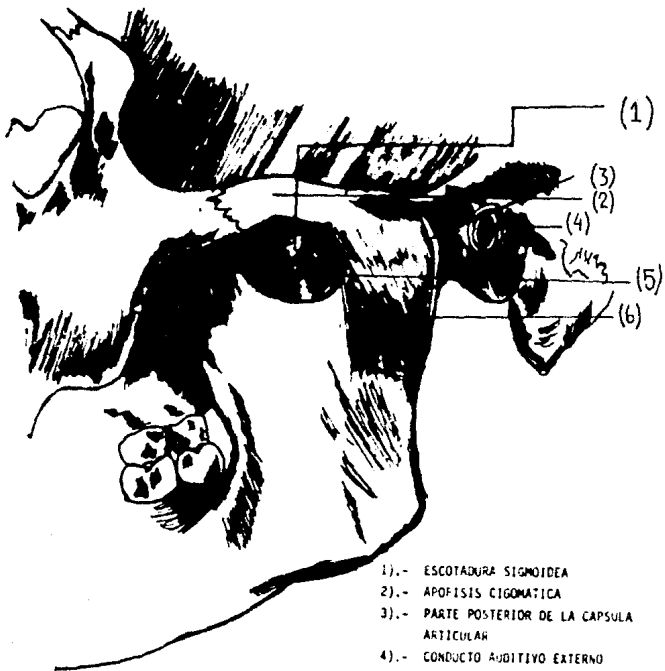 (1)
(3)
(2)
(4)
(5)
(6)
1).- ESCOTADURA SIGMOIDEA
2).- APOFISIS CIGOMATICA
3).- PARTE POSTERIOR DE LA CAPSULA
ARTICULAR
4).- CONDUCTO AUDITIVO EXTERNO